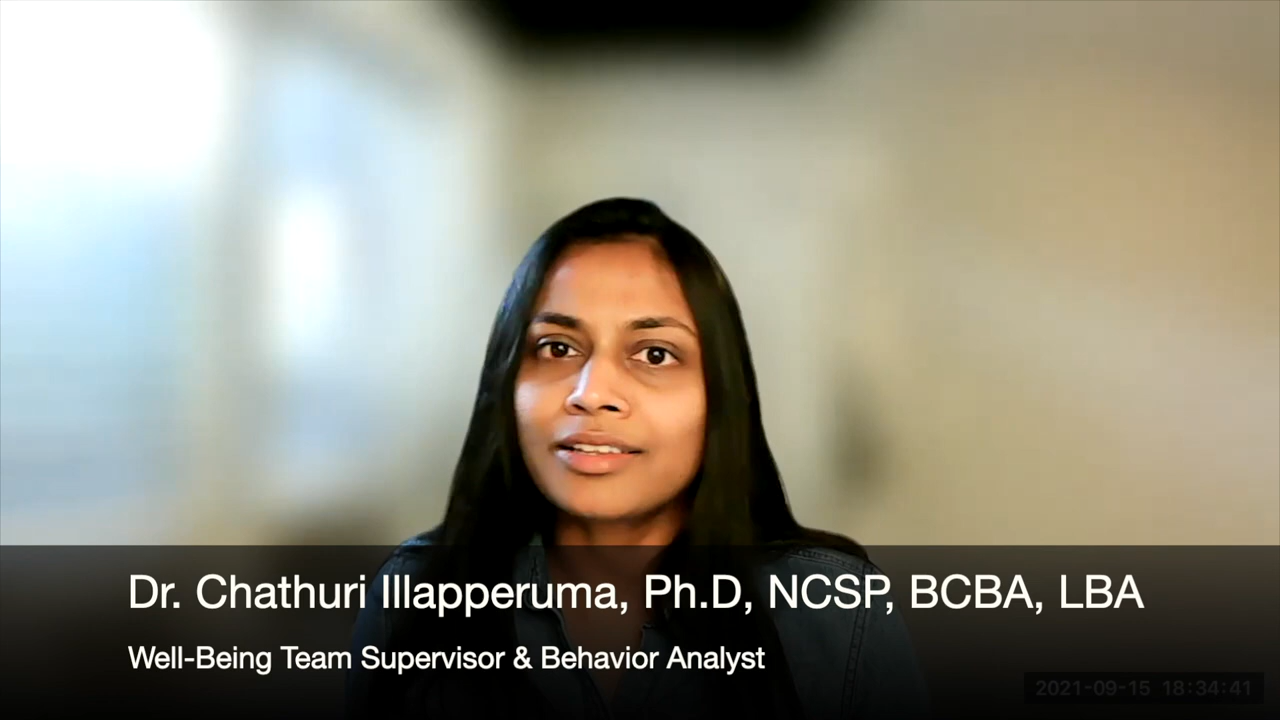 Dr. Chathuri Illapperuma, Ph.D, NCSP, BCBA, LBA
Well-Being Team Supervisor & Behavior Analyst
2021-09-15 18:34:41